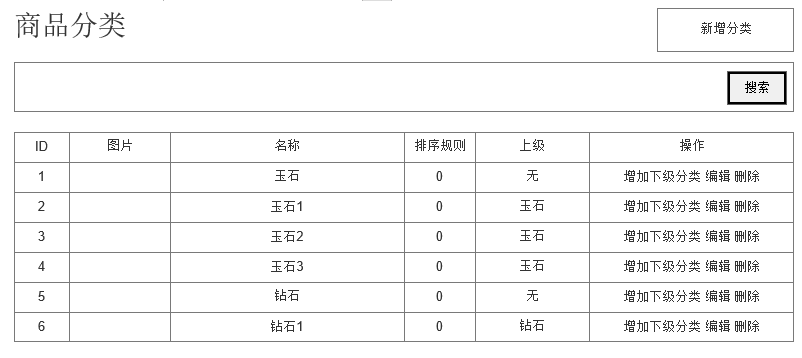 商品分类
新增分类
搜索
ID 图片 名称 排序规则 上级 操作
1 玉石 0 无 增加下级分类 编辑 删除
2 玉石1 0 玉石 增加下级分类 编辑 删除
3 玉石2 0 玉石 增加下级分类 编辑 删除
4 玉石3 0 玉石 增加下级分类 编辑 删除
5 钻石 0 无 增加下级分类 编辑 删除
6 钻石1 0 钻石 增加下级分类 编辑 删除